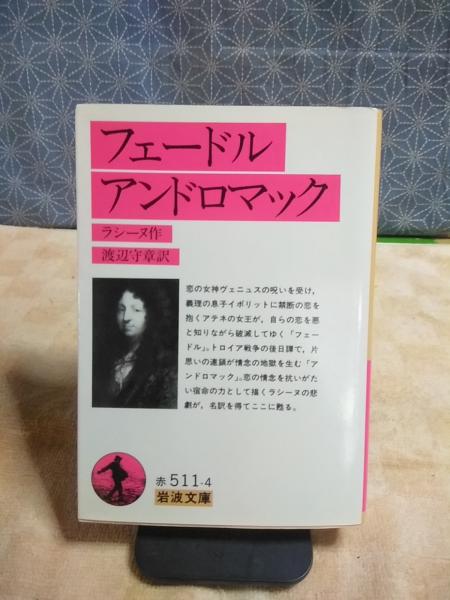 フェードル
アンドロマック
ラシーヌ作
渡辺守章訳
恋の女神ヴェニュスの呪いを受け,
義理の息子イポリットに禁断の恋を
抱くアテネの女王が, 自らの恋を悪
と知りながら破滅してゆく「フェー
ドル」。トロイア戦争の後日譚で, 片
思いの連鎖が情念の地獄を生む「ア
ンドロマック」。恋の情念を抗いがた
い宿命の力として描くラシーヌの悲
劇が, 名訳を得てここに甦る。
赤 511-4
岩波文庫